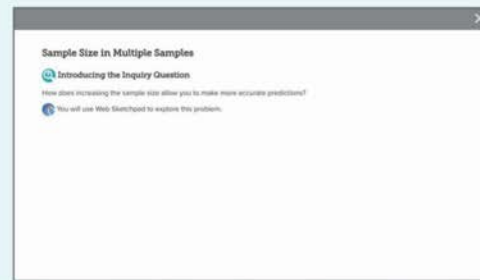 Sample Size in Multiple Samples
Introducing the Inquiry Question
How does increasing the sample size allow you to make more accurate predictions?
You will use Web Sketchpad to explore this problem.